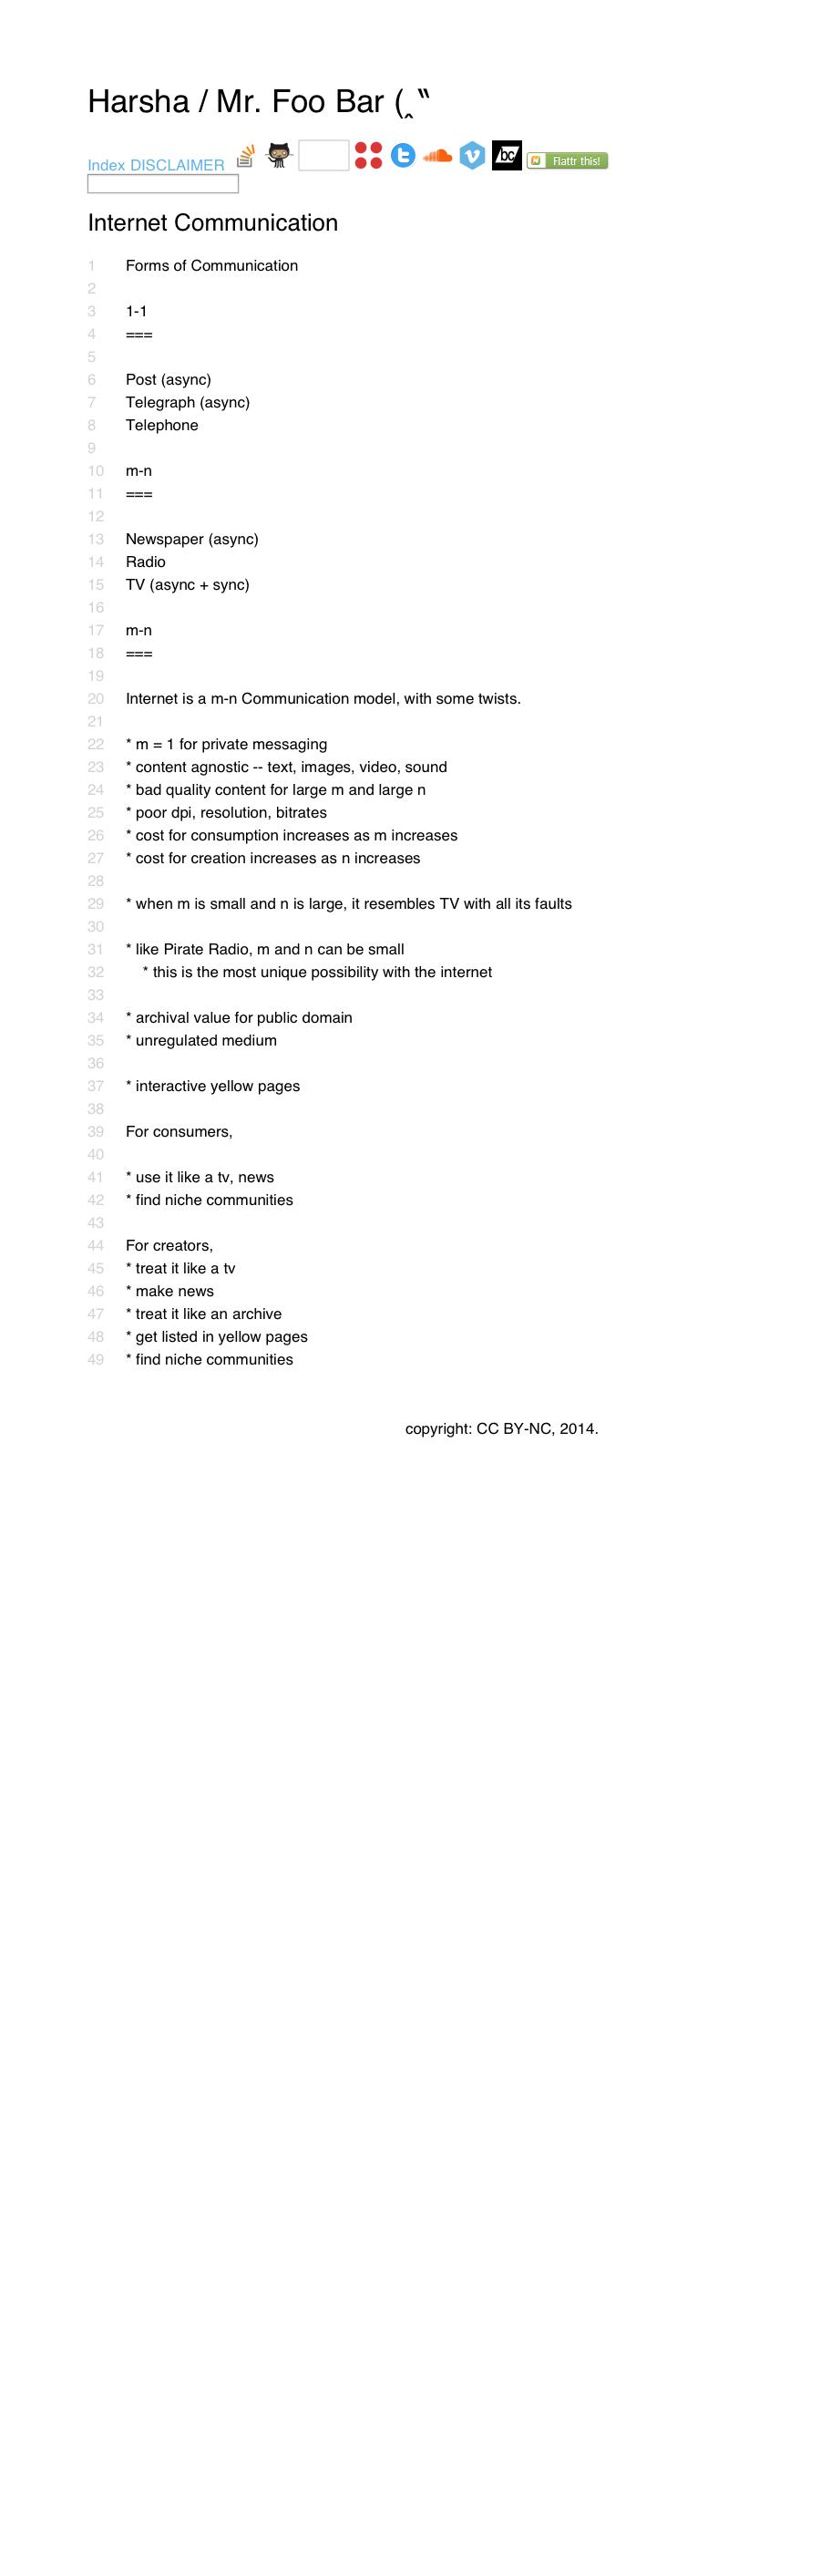 Harsha / Mr. Foo Bar (‸‶
Index DISCLAIMER bc Flattr this!
Internet Communication
1 Forms of Communication
2
3 1-1
4 ===
5
6 Post (async)
7 Telegraph (async)
8 Telephone
9
10 m-n
11 ===
12
13 Newspaper (async)
14 Radio
15 TV (async + sync)
16
17 m-n
18 ===
19
20 Internet is a m-n Communication model, with some twists.
21
22 * m = 1 for private messaging
23 * content agnostic -- text, images, video, sound
24 * bad quality content for large m and large n
25 * poor dpi, resolution, bitrates
26 * cost for consumption increases as m increases
27 * cost for creation increases as n increases
28
29 * when m is small and n is large, it resembles TV with all its faults
30
31 * like Pirate Radio, m and n can be small
32 * this is the most unique possibility with the internet
33
34 * archival value for public domain
35 * unregulated medium
36
37 * interactive yellow pages
38
39 For consumers,
40
41 * use it like a tv, news
42 * find niche communities
43
44 For creators,
45 * treat it like a tv
46 * make news
47 * treat it like an archive
48 * get listed in yellow pages
49 * find niche communities
copyright: CC BY-NC, 2014.